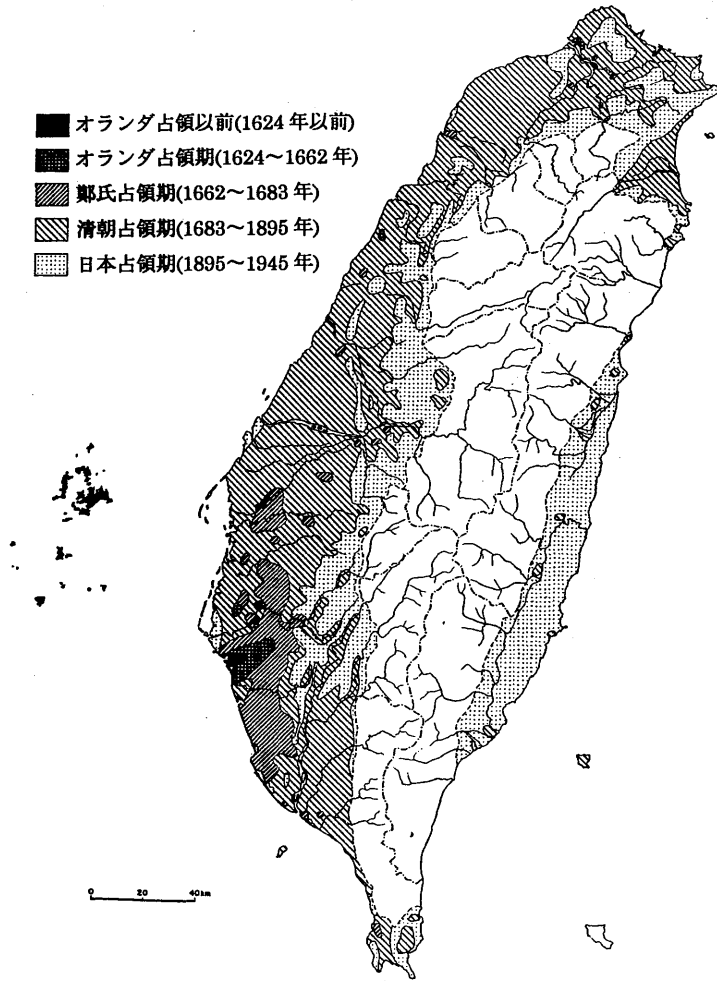 オランダ占領以前(1624年以前)
オランダ占領期(1624〜1662年)
鄭氏占領期(1662〜1683年)
清朝占領期(1683〜1895年)
日本占領期(1895〜1945年)
0 20 40km